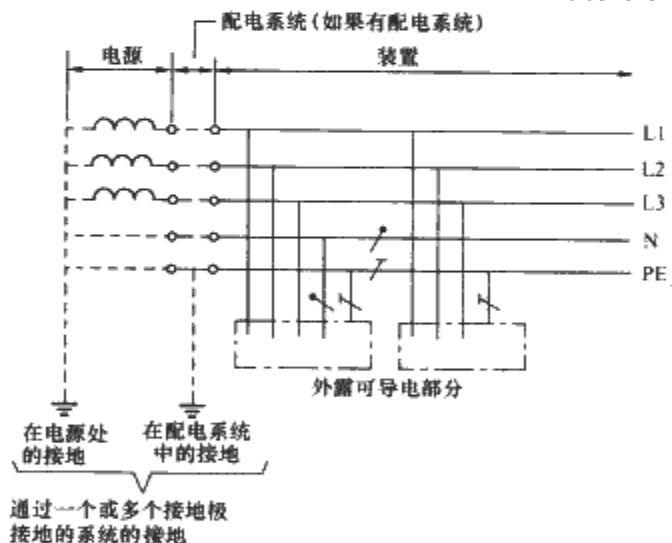 配电系统(如果有配电系统)
电源
装置
L1
L2
L3
N
PE
外露可导电部分
在电源处
的接地
在配电系统
中的接地
通过一个或多个接地极
接地的系统的接地